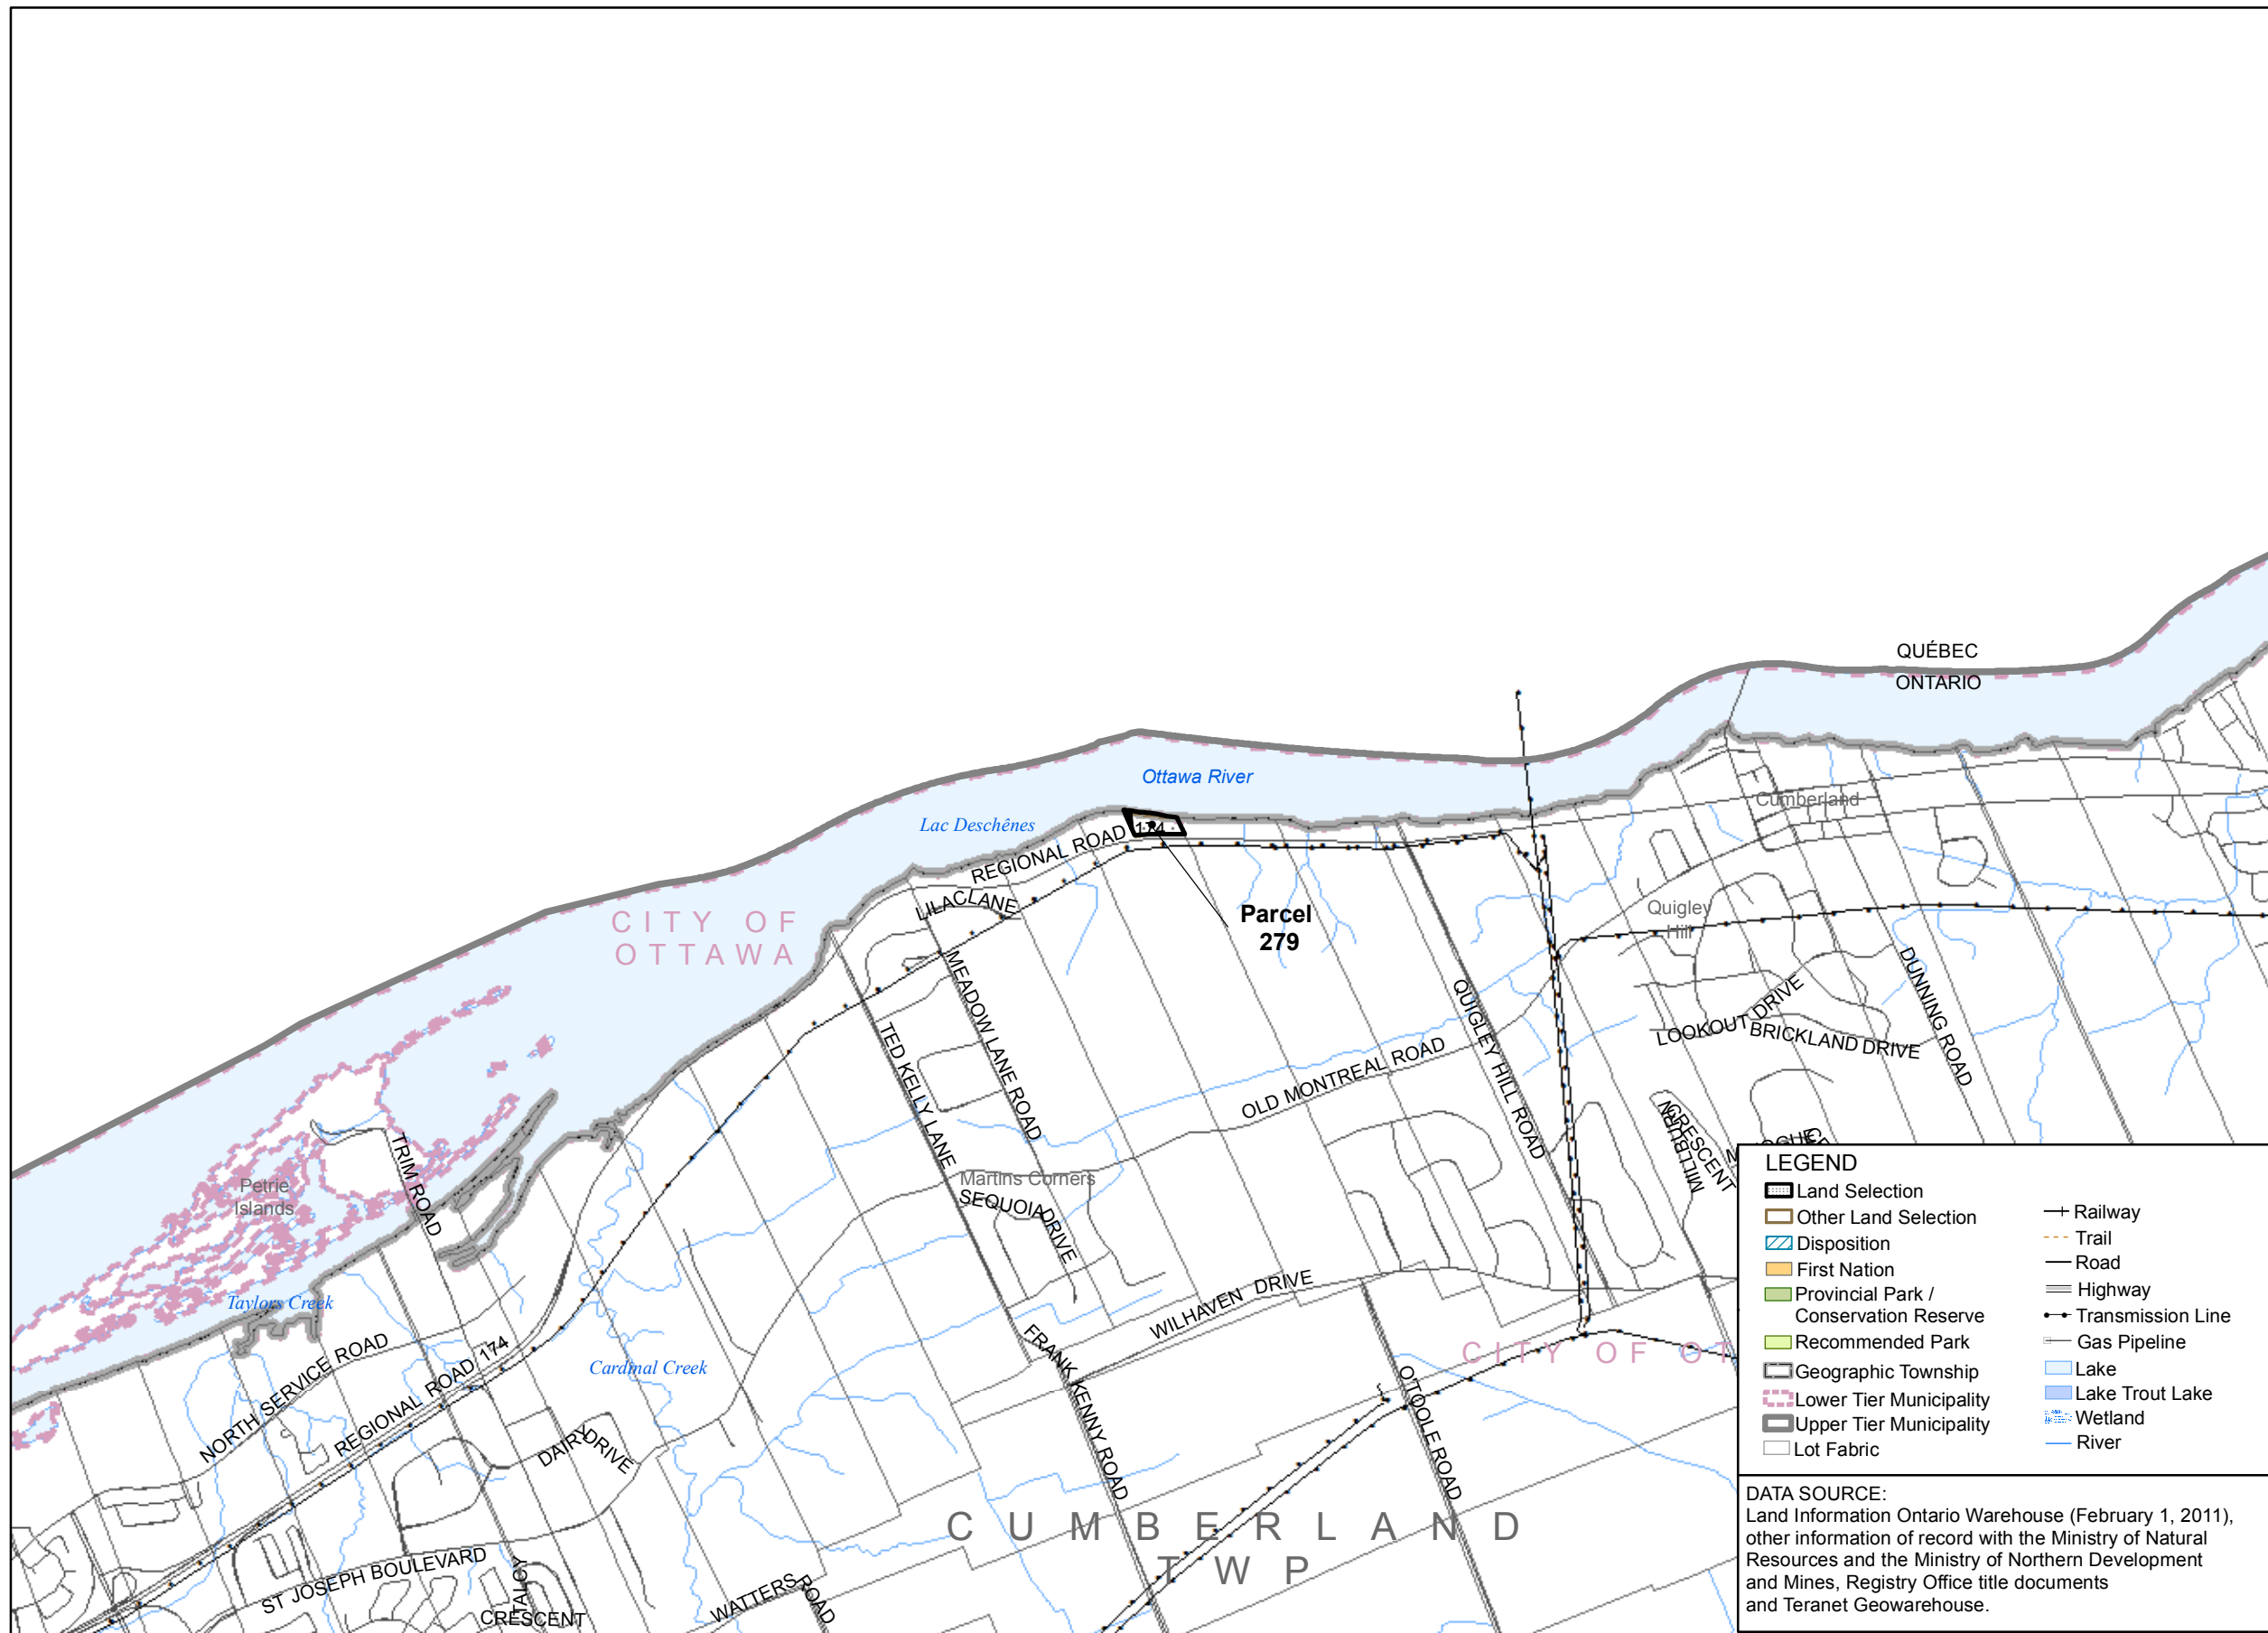 QUÉBEC
ONTARIO
Ottawa River
Lac Deschênes
Cumberland
REGIONAL ROAD 174
LILACLANE
CITY OF
OTTAWA
Parcel
279
Quigley
Hill
MEADOW LANE ROAD
TED KELLY LANE
QUIGLEY HILL ROAD
DUNNING ROAD
LOOKOUT DRIVE
BRICKLAND DRIVE
OLD MONTREAL ROAD
TRIM ROAD
Petrie
Islands
Martins Corners
SEQUOIA DRIVE
MILLBURN
CRESCENT
Taylors Creek
NORTH SERVICE ROAD
REGIONAL ROAD 174
Cardinal Creek
WILHAVEN DRIVE
FRANK KENNY ROAD
OTOOLE ROAD
CITY OF OT
DAIRY DRIVE
CUMBERLAND
TWP
ST JOSEPH BOULEVARD
TALOY
CRESCENT
WATTERS ROAD
LEGEND
Land Selection
Other Land Selection
Disposition
First Nation
Provincial Park /
Conservation Reserve
Recommended Park
Geographic Township
Lower Tier Municipality
Upper Tier Municipality
Lot Fabric
Railway
Trail
Road
Highway
Transmission Line
Gas Pipeline
Lake
Lake Trout Lake
Wetland
River
DATA SOURCE:
Land Information Ontario Warehouse (February 1, 2011),
other information of record with the Ministry of Natural
Resources and the Ministry of Northern Development
and Mines, Registry Office title documents
and Teranet Geowarehouse.